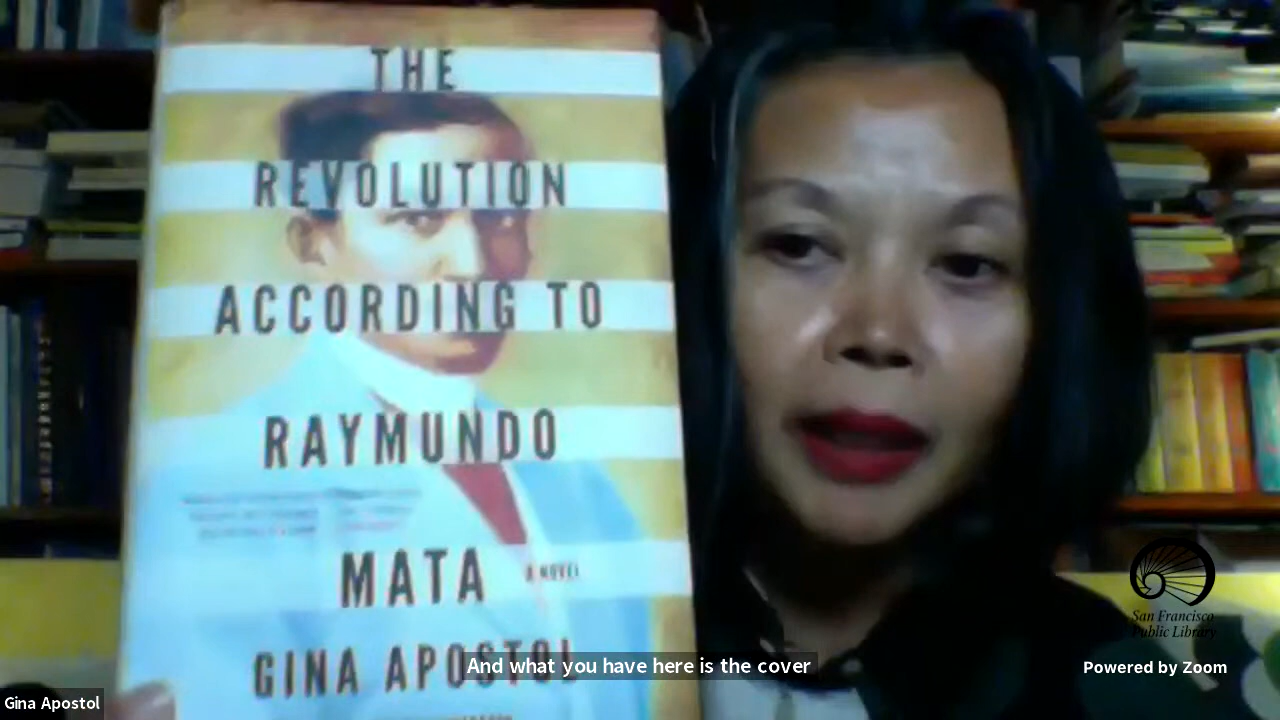 THE
REVOLUTION
ACCORDING TO
RAYMUNDO
MATA
A NOVEL
GINA APOSTOL
And what you have here is the cover
San Francisco
Public Library
Powered by Zoom
Gina Apostol